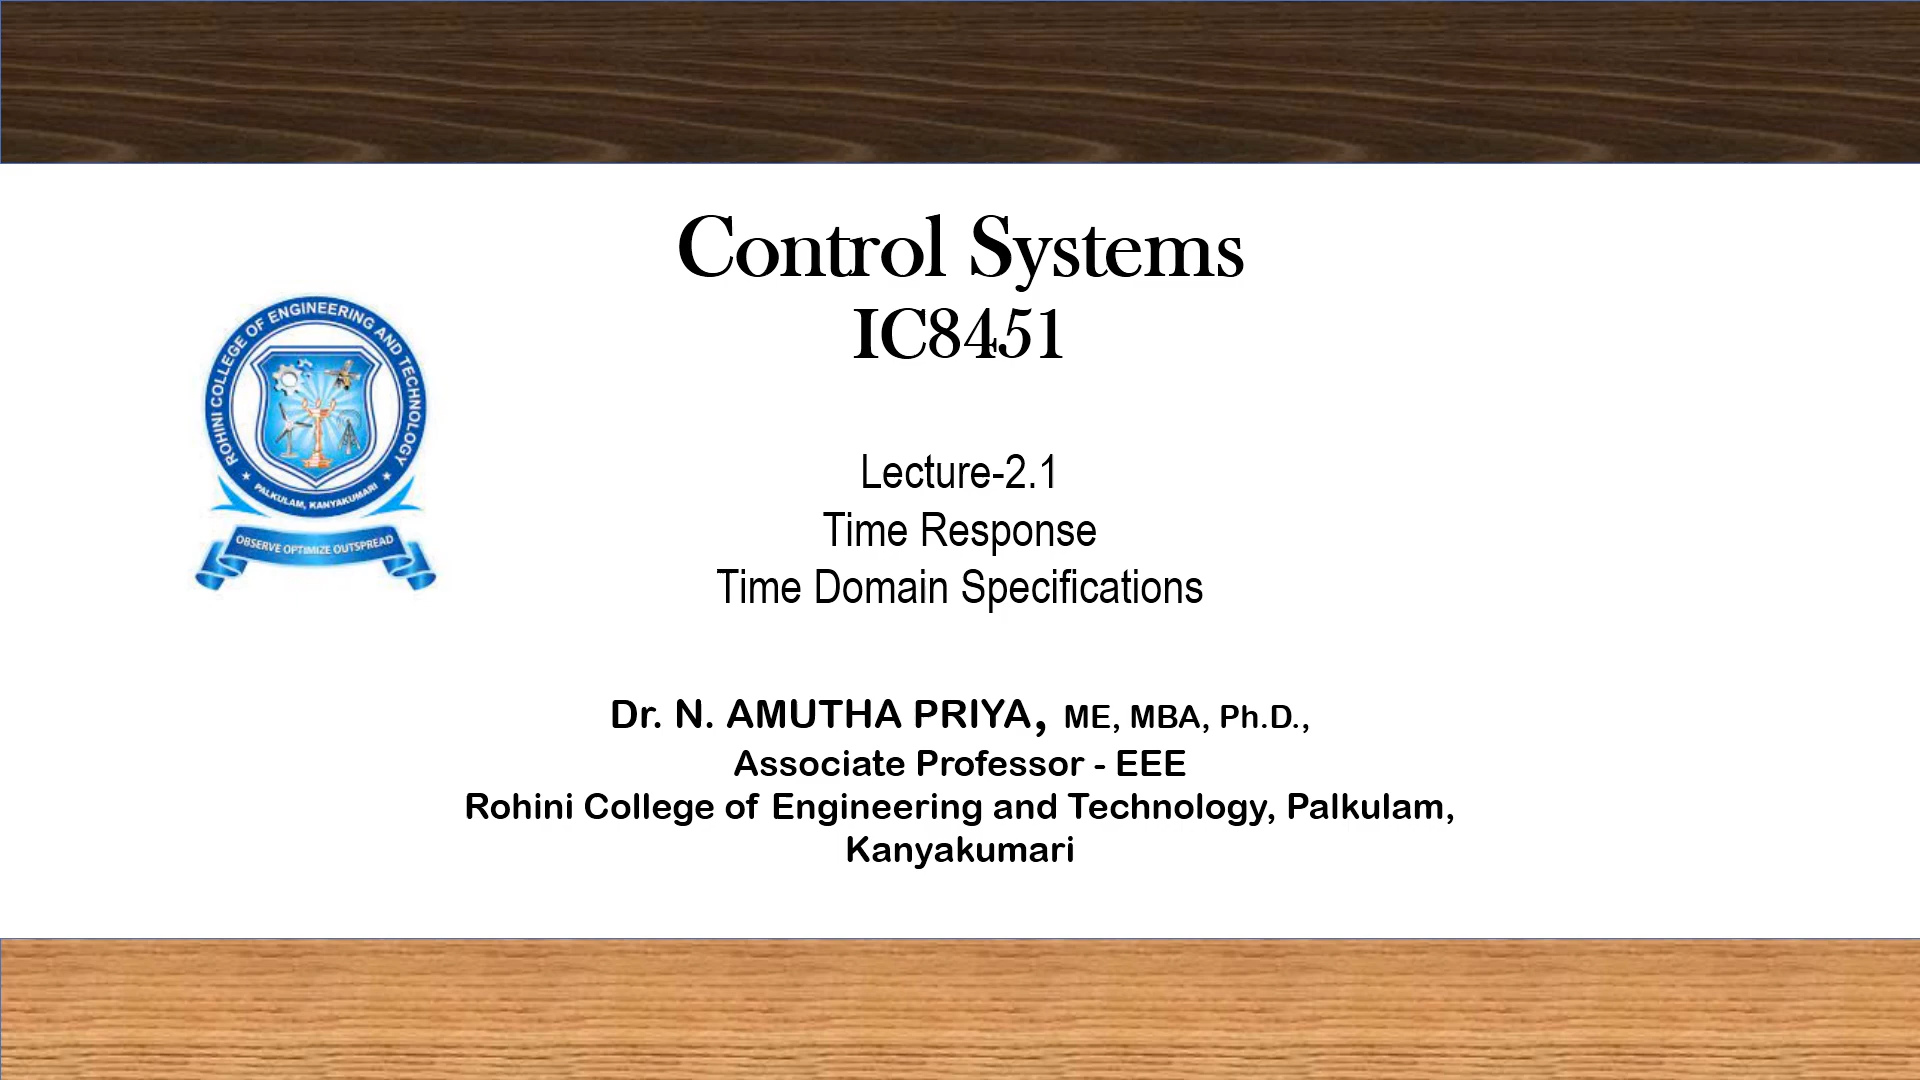 Control Systems
IC8451
ROHINI COLLEGE OF ENGINEERING AND TECHNOLOGY
PALKULAM, KANYAKUMARI
OBSERVE OPTIMIZE OUTSPREAD
Lecture-2.1
Time Response
Time Domain Specifications
Dr. N. AMUTHA PRIYA, ME, MBA, Ph.D.,
Associate Professor - EEE
Rohini College of Engineering and Technology, Palkulam,
Kanyakumari